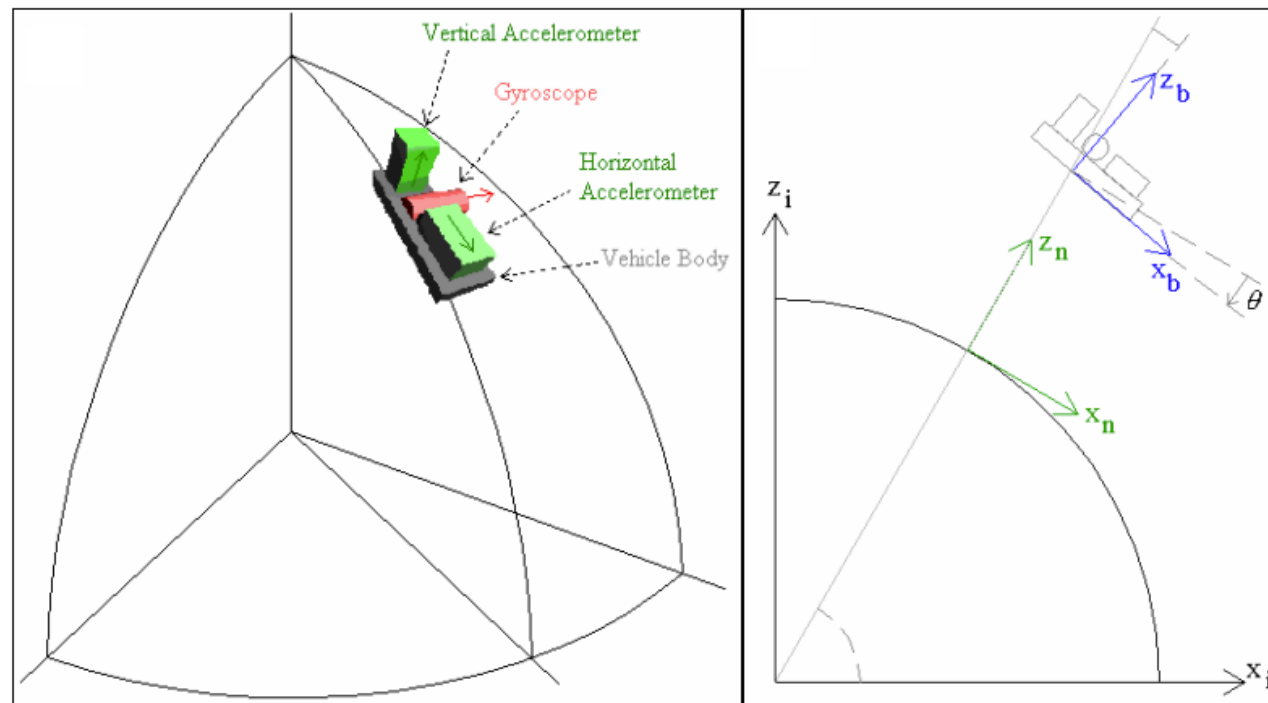 Vertical Accelerometer
Gyroscope
Horizontal
Accelerometer
Vehicle Body
z_b
z_i
z_n
x_b
θ
x_n
x_i